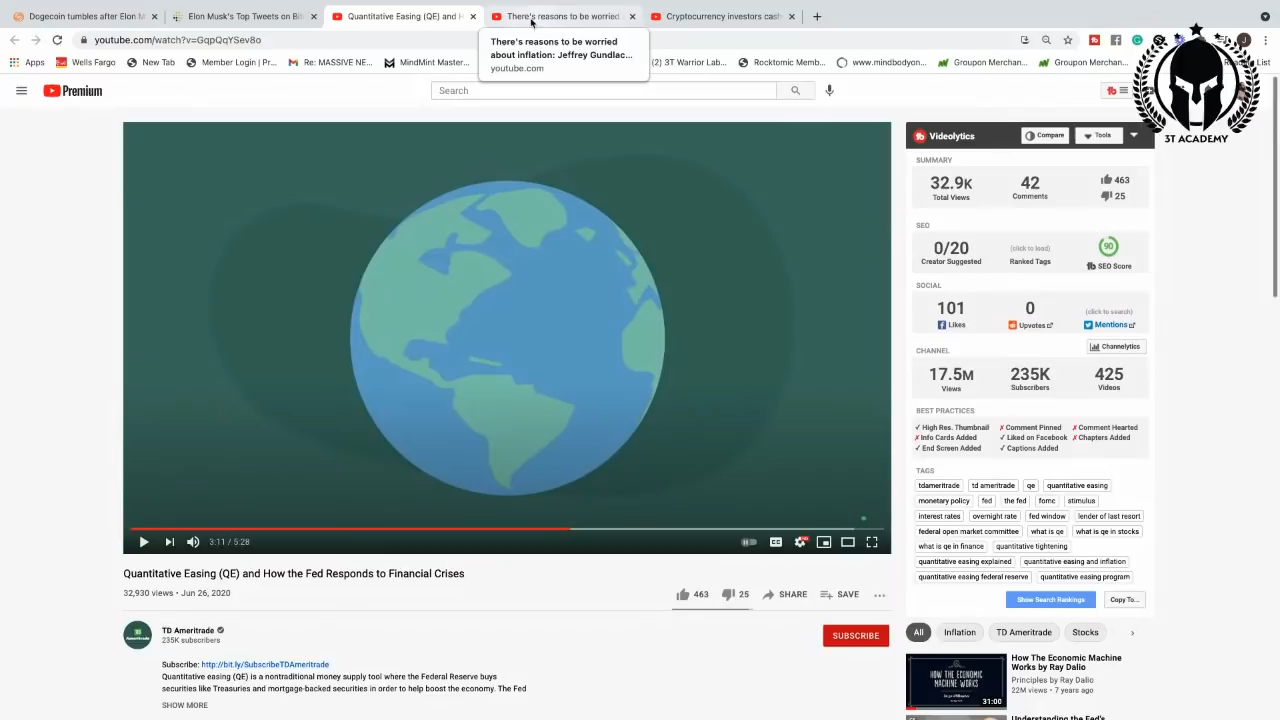 Dogecoin tumbles after Elon M
Elon Musk's Top Tweets on Bit
Quantitative Easing (QE) and H
There's reasons to be worried
Cryptocurrency investors cash
youtube.com/watch?v=GqpQqYSev8o
There's reasons to be worried
about inflation: Jeffrey Gundlac...
youtube.com
Apps
Wells Fargo
New Tab
Member Login | Pr...
Re: MASSIVE NE...
MindMint Master...
(2) 3T Warrior Lab...
Rocktomic Memb...
www.mindbodyon...
Groupon Merchan...
Groupon Merchan...
List
Premium
Search
3T ACADEMY
Videolytics
Compare
Tools
SUMMARY
32.9K
Total Views
42
Comments
463
25
SEO
0/20
Creator Suggested
(click to load)
Ranked Tags
90
SEO Score
SOCIAL
101
Likes
0
Upvotes
(click to search)
Mentions
CHANNEL
Channelytics
17.5M
Views
235K
Subscribers
425
Videos
BEST PRACTICES
✓ High Res. Thumbnail ✗ Comment Pinned ✗ Comment Hearted
✗ Info Cards Added ✓ Liked on Facebook ✗ Chapters Added
✓ End Screen Added ✓ Captions Added
TAGS
tdameritrade td ameritrade qe quantitative easing
monetary policy fed the fed fomc stimulus
interest rates overnight rate fed window lender of last resort
federal open market committee what is qe what is qe in stocks
what is qe in finance quantitative tightening
quantitative easing explained quantitative easing and inflation
quantitative easing federal reserve quantitative easing program
Show Search Rankings
Copy To...
3:11 / 5:28
Quantitative Easing (QE) and How the Fed Responds to Financial Crises
32,930 views • Jun 26, 2020
463
25
SHARE
SAVE
TD Ameritrade
235K subscribers
SUBSCRIBE
Subscribe: http://bit.ly/SubscribeTDAmeritrade
Quantitative easing (QE) is a nontraditional money supply tool where the Federal Reserve buys
securities like Treasuries and mortgage-backed securities in order to help boost the economy. The Fed
SHOW MORE
All
Inflation
TD Ameritrade
Stocks
HOW THE ECONOMIC
MACHINE WORKS
31:00
How The Economic Machine
Works by Ray Dalio
Principles by Ray Dalio
22M views • 7 years ago
Understanding the Fed's